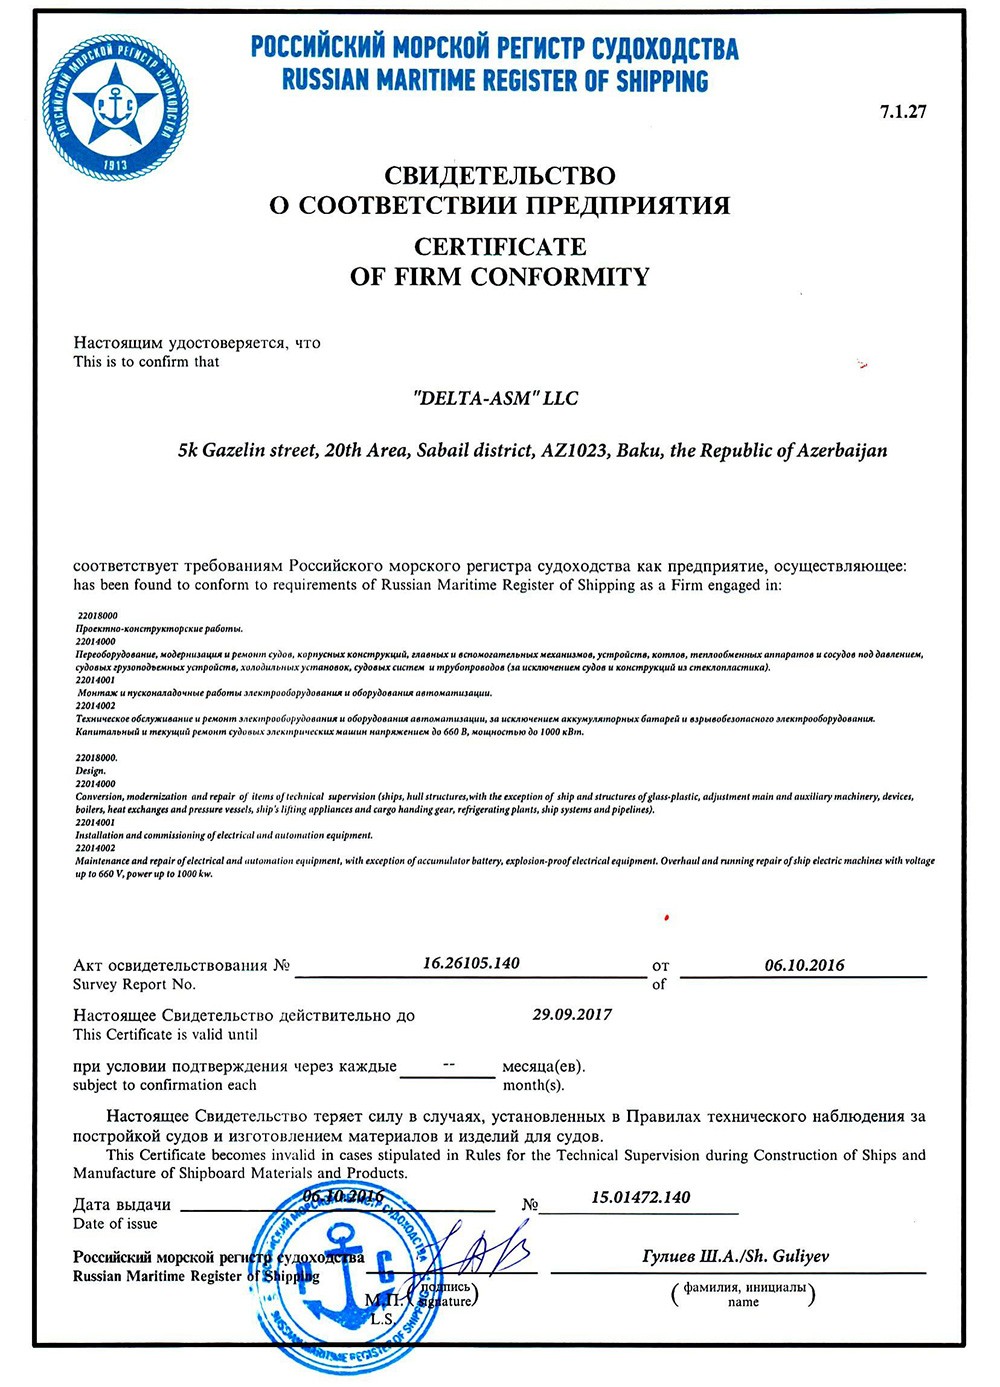 РОССИЙСКИЙ МОРСКОЙ РЕГИСТР СУДОХОДСТВА
RUSSIAN MARITIME REGISTER OF SHIPPING
РОССИЙСКИЙ МОРСКОЙ РЕГИСТР СУДОХОДСТВА
Р С
1913
7.1.27
СВИДЕТЕЛЬСТВО
О СООТВЕТСТВИИ ПРЕДПРИЯТИЯ
CERTIFICATE
OF FIRM CONFORMITY
Настоящим удостоверяется, что
This is to confirm that
"DELTA-ASM" LLC
5k Gazelin street, 20th Area, Sabail district, AZ1023, Baku, the Republic of Azerbaijan
соответствует требованиям Российского морского регистра судоходства как предприятие, осуществляющее:
has been found to conform to requirements of Russian Maritime Register of Shipping as a Firm engaged in:
22018000
Проектно-конструкторские работы.
22014000
Переоборудование, модернизация и ремонт судов, корпусных конструкций, главных и вспомогательных механизмов, устройств, котлов, теплообменных аппаратов и сосудов под давлением,
судовых грузоподъемных устройств, холодильных установок, судовых систем и трубопроводов (за исключением судов и конструкций из стеклопластика).
22014001
Монтаж и пусконаладочные работы электрооборудования и оборудования автоматизации.
22014002
Техническое обслуживание и ремонт электрооборудования и оборудования автоматизации, за исключением аккумуляторных батарей и взрывобезопасного электрооборудования.
Капитальный и текущий ремонт судовых электрических машин напряжением до 660 В, мощностью до 1000 кВт.
22018000.
Design.
22014000
Conversion, modernization and repair of items of technical supervision (ships, hull structures,with the exception of ship and structures of glass-plastic, adjustment main and auxiliary machinery, devices,
boilers, heat exchanges and pressure vessels, ship's lifting appliances and cargo handing gear, refrigerating plants, ship systems and pipelines).
22014001
Installation and commissioning of electrical and automation equipment.
22014002
Maintenance and repair of electrical and automation equipment, with exception of accumulator battery, explosion-proof electrical equipment. Overhaul and running repair of ship electric machines with voltage
up to 660 V, power up to 1000 kw.
Акт освидетельствования № 16.26105.140 от 06.10.2016
Survey Report No. of
Настоящее Свидетельство действительно до 29.09.2017
This Certificate is valid until
при условии подтверждения через каждые -- месяца(ев).
subject to confirmation each month(s).
Настоящее Свидетельство теряет силу в случаях, установленных в Правилах технического наблюдения за
постройкой судов и изготовлением материалов и изделий для судов.
This Certificate becomes invalid in cases stipulated in Rules for the Technical Supervision during Construction of Ships and
Manufacture of Shipboard Materials and Products.
Дата выдачи 06.10.2016 № 15.01472.140
Date of issue
Российский морской регистр судоходства Гулиев Ш.А./Sh. Guliyev
Russian Maritime Register of Shipping
М.П. (подпись) (фамилия, инициалы)
L.S. signature name
РОССИЙСКИЙ МОРСКОЙ РЕГИСТР СУДОХОДСТВА
Р С
RUSSIAN MARITIME REGISTER OF SHIPPING